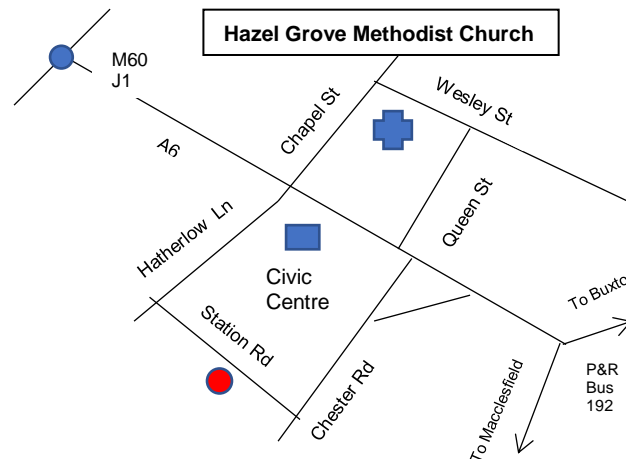 Hazel Grove Methodist Church
M60
J1
Wesley St
Chapel St
A6
Queen St
Hatherlow Ln
Civic
Centre
Station Rd
To Buxto
Chester Rd
To Macclesfield
P&R
Bus
192